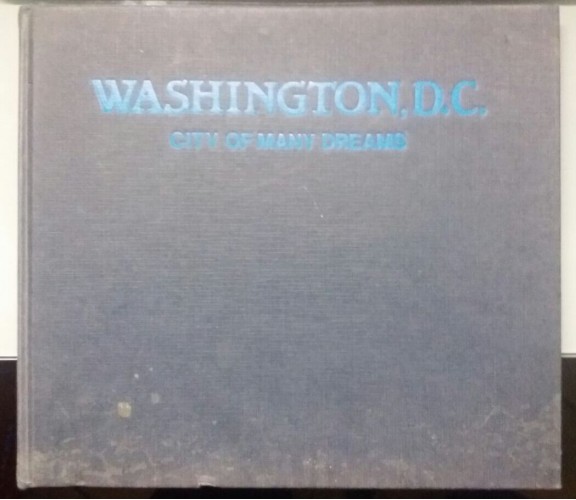 WASHINGTON, D.C.
CITY OF MANY DREAMS